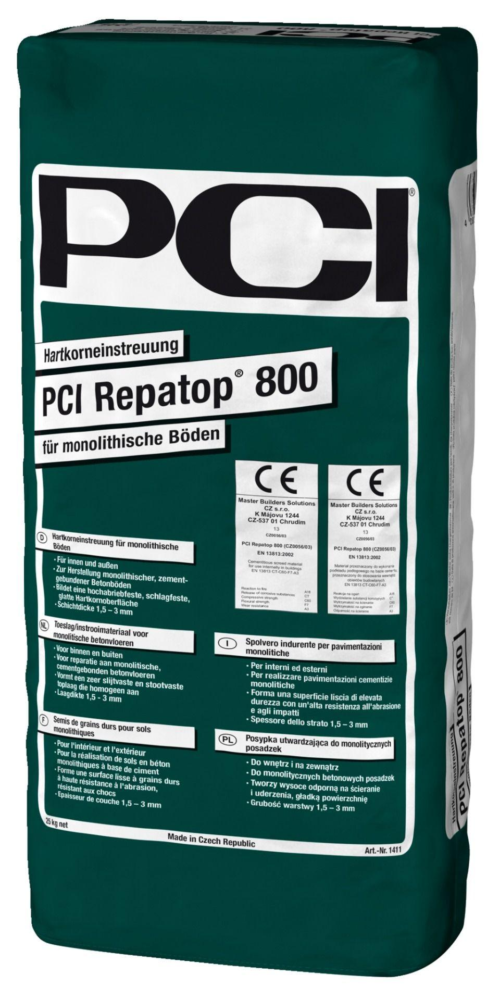 PCI®
Hartkorneinstreuung
PCI Repatop® 800
für monolithische Böden
CE
Master Builders Solutions
CZ s.r.o.
K Májovu 1244
CZ-537 01 Chrudim
13
CZ0056/03
PCI Repatop 800 (CZ0056/03)
EN 13813:2002
Cementitious screed material
for use internally in buildings
EN 13813 CT-C60-F7-A3
Reaction to fire
Release of corrosive substances CT
Compressive strength C60
Flexural strength F7
Wear resistance A3
CE
Master Builders Solutions
CZ s.r.o.
K Májovu 1244
CZ-537 01 Chrudim
13
CZ0056/03
PCI Repatop 800 (CZ0056/03)
EN 13813:2002
Materiał przeznaczony do wykonania
podkładu podłogowego na bazie cementu,
przeznaczony do stosowania wewnątrz
obiektów budowlanych
EN 13813 CT-C60-F7-A3
Reakcja na ogień
Wydzielanie substancji korozyjnych
Wytrzymałość na ściskanie C60
Wytrzymałość na zginanie F7
Odporność na ścieranie A3
D Hartkorneinstreuung für monolithische
Böden
· Für innen und außen
· Zur Herstellung monolithischer, zement-
gebundener Betonböden
· Bildet eine hochabriebfeste, schlagfeste,
glatte Hartkornoberfläche
· Schichtdicke 1,5 – 3 mm
NL Toeslag/instrooimateriaal voor
monolitische betonvloeren
· Voor binnen en buiten
· Voor reparatie aan monolitische,
cementgebonden betonvloeren
· Vormt een zeer slijtvaste en stootvaste
toplaag die homogeen aan
· Laagdikte 1,5 - 3 mm
F Semis de grains durs pour sols
monolithiques
· Pour l'intérieur et l'extérieur
· Pour la réalisation de sols en béton
monolithiques à base de ciment
· Forme une surface lisse à grains durs
à haute résistance à l'abrasion,
résistant aux chocs
· Epaisseur de couche 1,5 – 3 mm
I Spolvero indurente per pavimentazioni
monolitiche
· Per interni ed esterni
· Per realizzare pavimentazioni cementizie
monolitiche
· Forma una superficie liscia di elevata
durezza con un'alta resistenza all'abrasione
e agli impatti
· Spessore dello strato 1,5 – 3 mm
PL Posypka utwardzająca do monolitycznych
posadzek
· Do wnętrz i na zewnątrz
· Do monolitycznych betonowych posadzek
· Tworzy wysoce odporną na ścieranie
i uderzenia, gładką powierzchnię
· Grubość warstwy 1,5 – 3 mm
25 kg net
Made in Czech Republic
Art.-Nr. 1411
Hartkorneinstreuung
PCI Repatop® 800
PCI